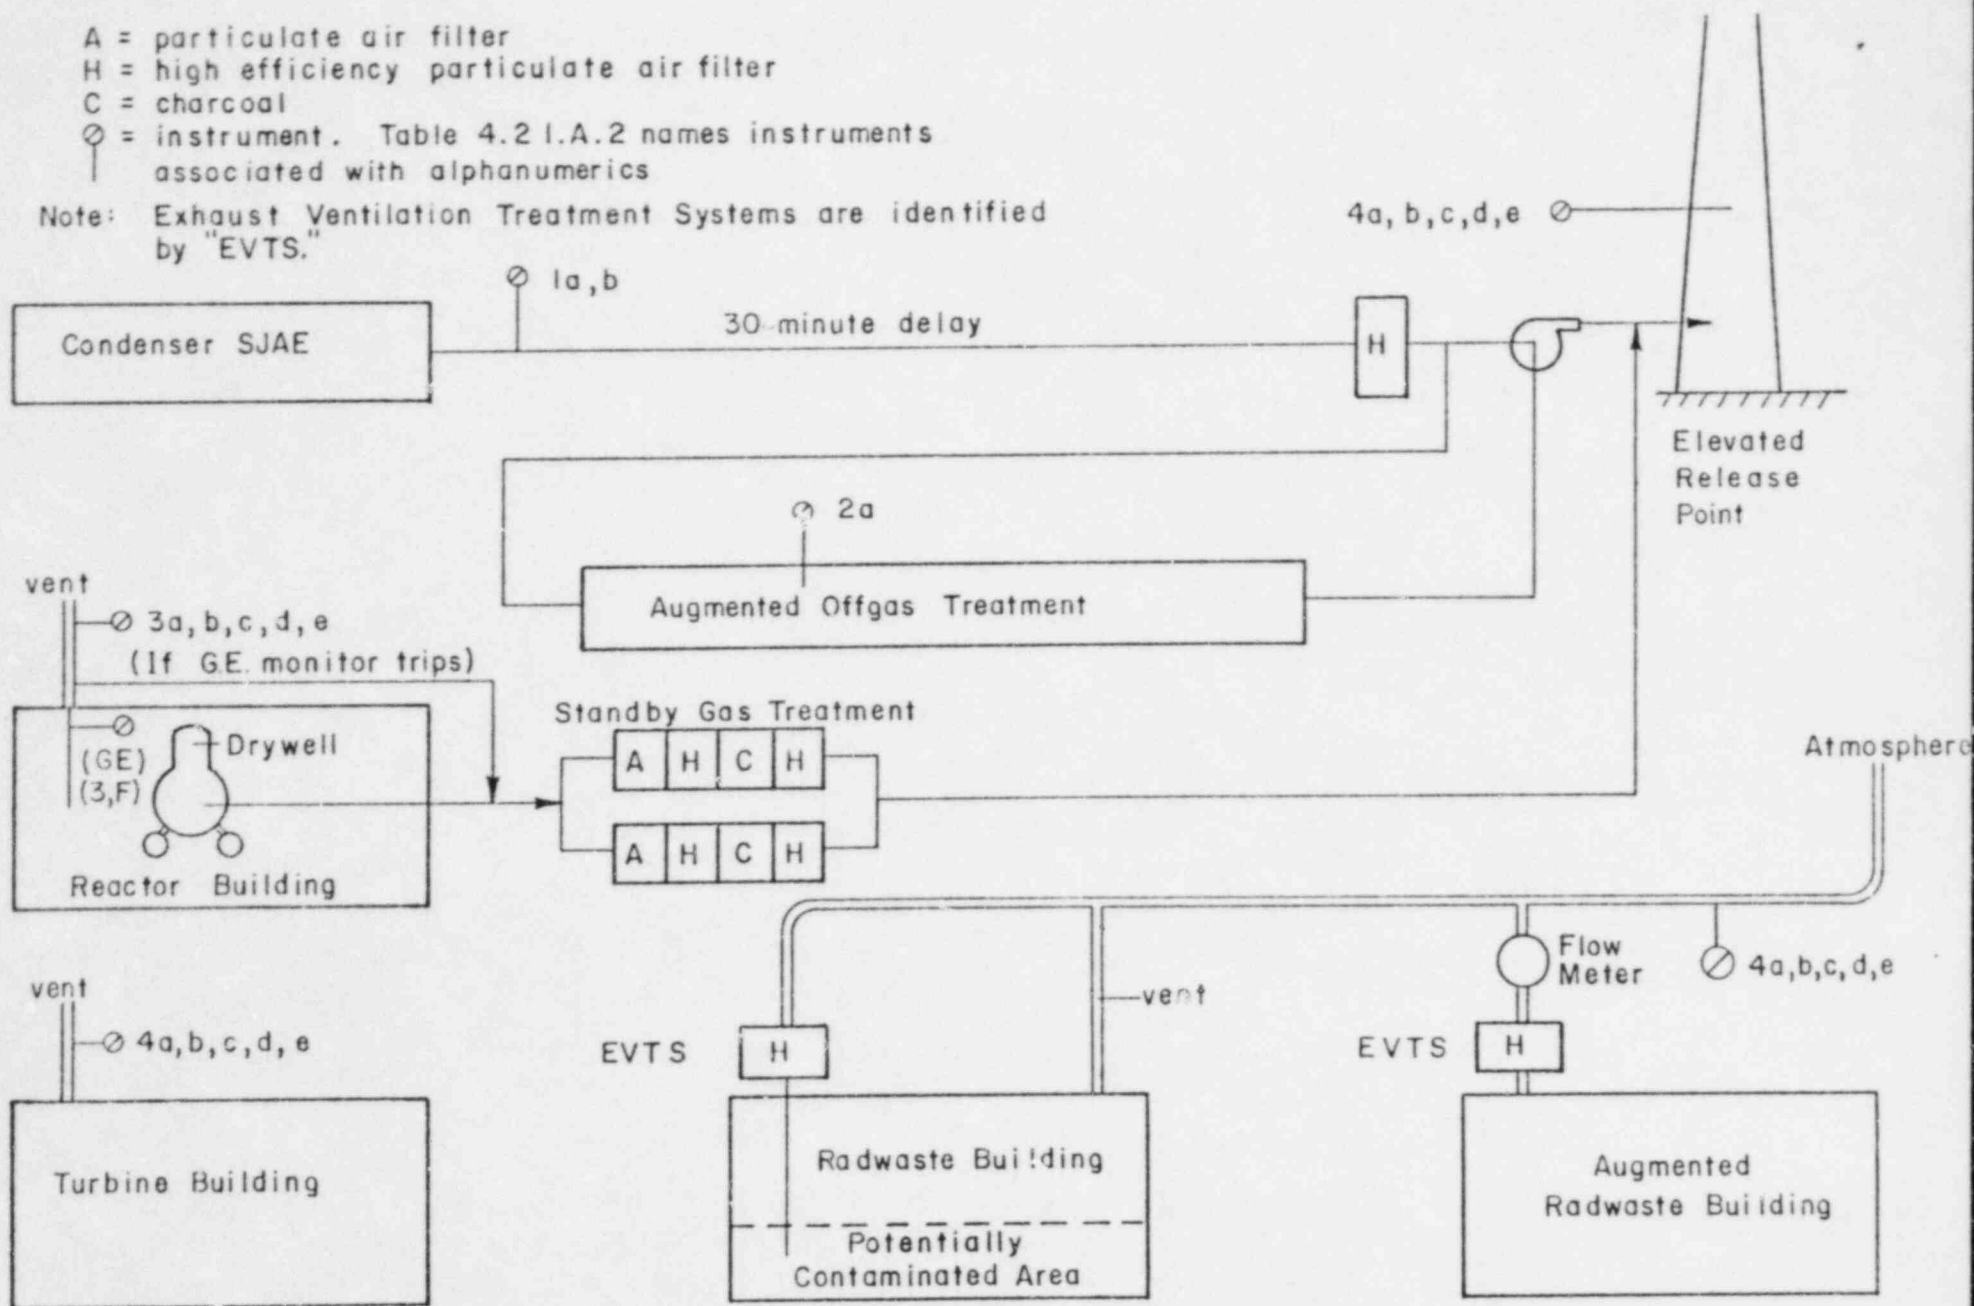 A = particulate air filter
H = high efficiency particulate air filter
C = charcoal
= instrument. Table 4.2 1.A.2 names instruments
associated with alphanumerics
Note: Exhaust Ventilation Treatment Systems are identified
by "EVTS."
4a, b, c, d, e
1a, b
Condenser SJAE
30 minute delay
H
Elevated
Release
Point
2a
Augmented Offgas Treatment
vent
3a, b, c, d, e
(If G.E. monitor trips)
Standby Gas Treatment
A H C H
(GE)
(3,F)
Drywell
Reactor Building
A H C H
Atmosphere
vent
4a,b,c,d,e
EVTS
H
vent
Flow
Meter
4a,b,c,d,e
EVTS
H
Turbine Building
Radwaste Building
Potentially
Contaminated Area
Augmented
Radwaste Building